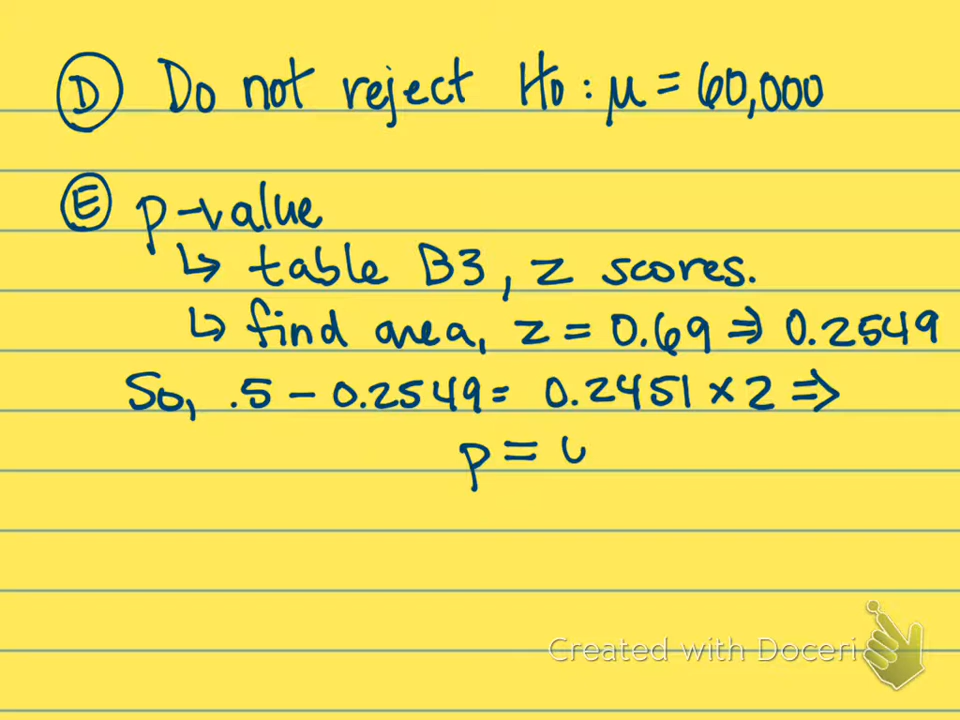 D Do not reject H0: μ = 60,000
E p-value
↳ table B3, z scores.
↳ find area, z = 0.69 ⇒ 0.2549
So, .5 - 0.2549 = 0.2451 × 2 ⇒
p =
Created with Doceri